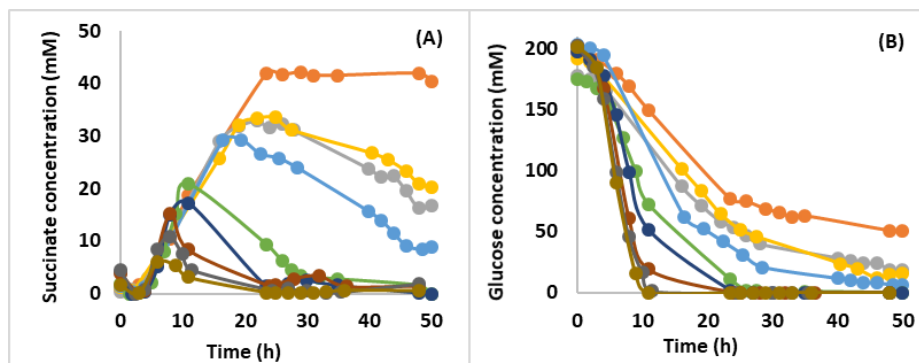 (A)
Succinate concentration (mM)
50
40
30
20
10
0
0 10 20 30 40 50
Time (h)
(B)
Glucose concentration (mM)
200
150
100
50
0
0 10 20 30 40 50
Time (h)